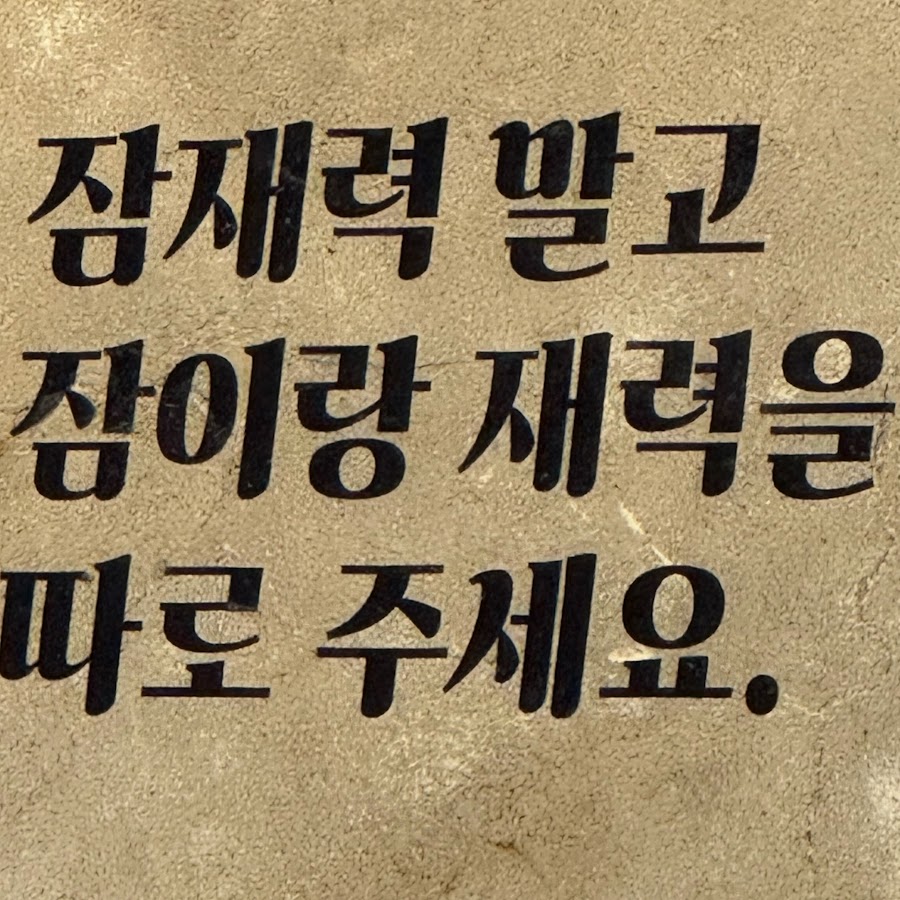 잠재력 말고
잠이랑 재력을
따로 주세요.